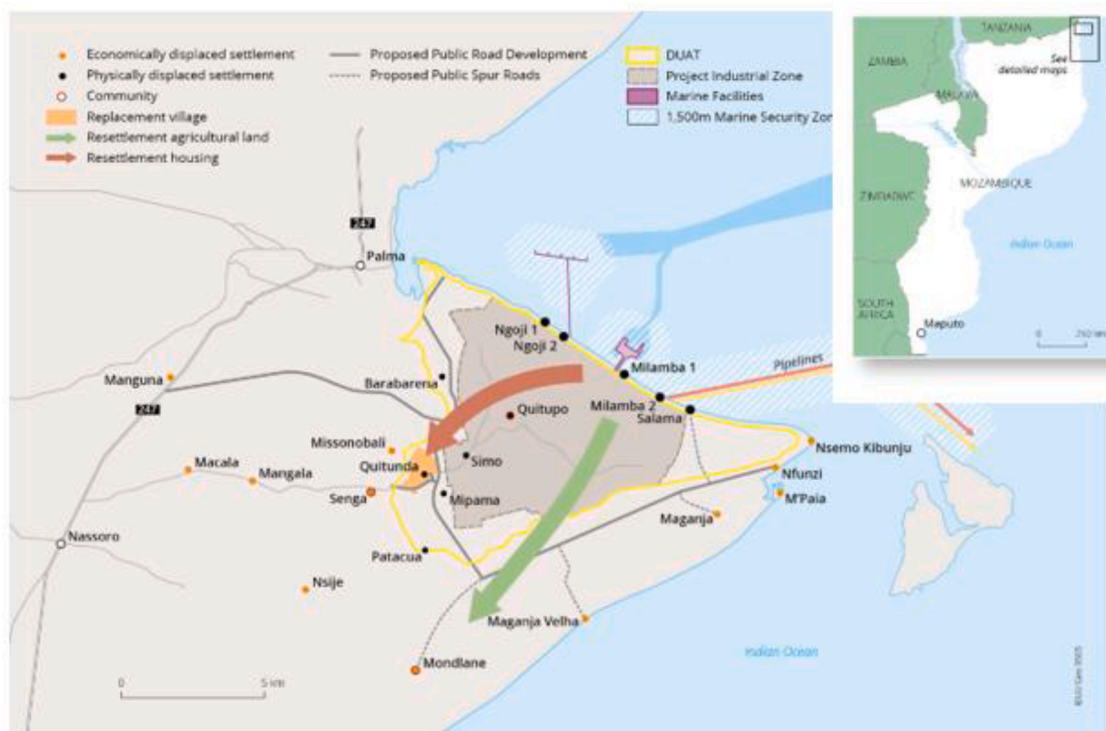 Economically displaced settlement
Physically displaced settlement
Community
Replacement village
Resettlement agricultural land
Resettlement housing
Proposed Public Road Development
Proposed Public Spur Roads
DUAT
Project Industrial Zone
Marine Facilities
1,500m Marine Security Zon
TANZANIA
See
detailed maps
ZAMBIA
MALAWI
MOZAMBIQUE
ZIMBABWE
Indian Ocean
SOUTH
AFRICA
Maputo
0 250 km
247
Palma
Ngoji 1
Ngoji 2
Milamba 1
Pipelines
Manguna
Barabarena
247
Quitupo
Milamba 2
Salama
Missonobali
Simo
Nsemo Kibunju
Macala
Mangala
Quitunda
Nfunzi
Senga
Mipama
M'Paia
Maganja
Nassoro
Patacua
Nsije
Maganja Velha
Mondlane
Indian Ocean
0 5 km